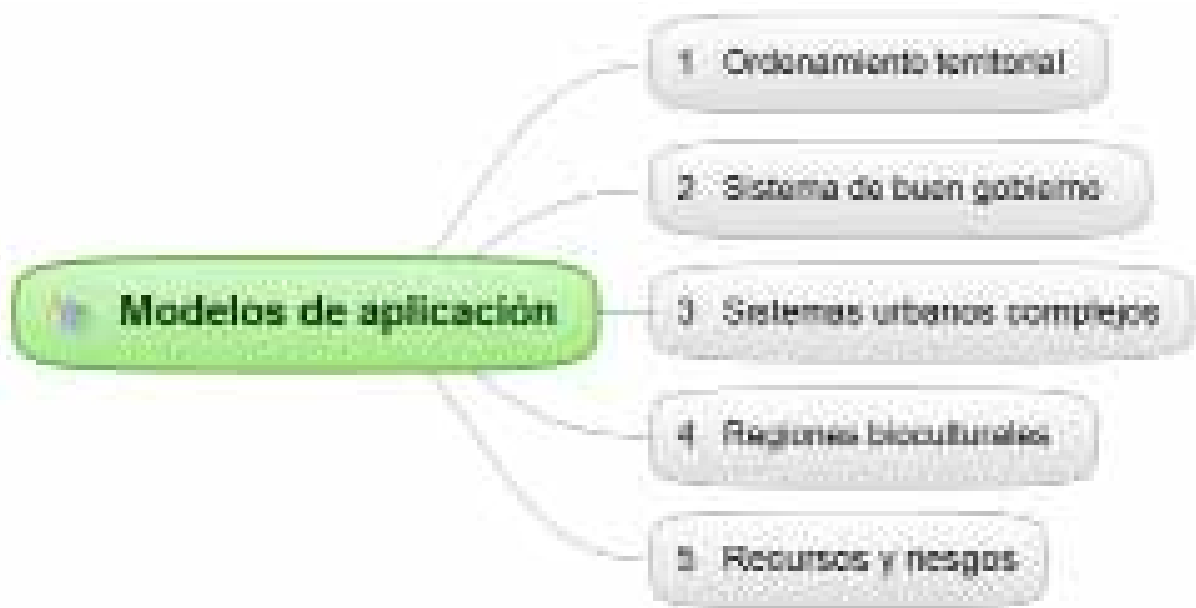 Modelos de aplicación
1 Ordenamiento territorial
2 Sistema de buen gobierno
3 Sistemas urbanos complejos
4 Regiones bioculturales
5 Recursos y riesgos